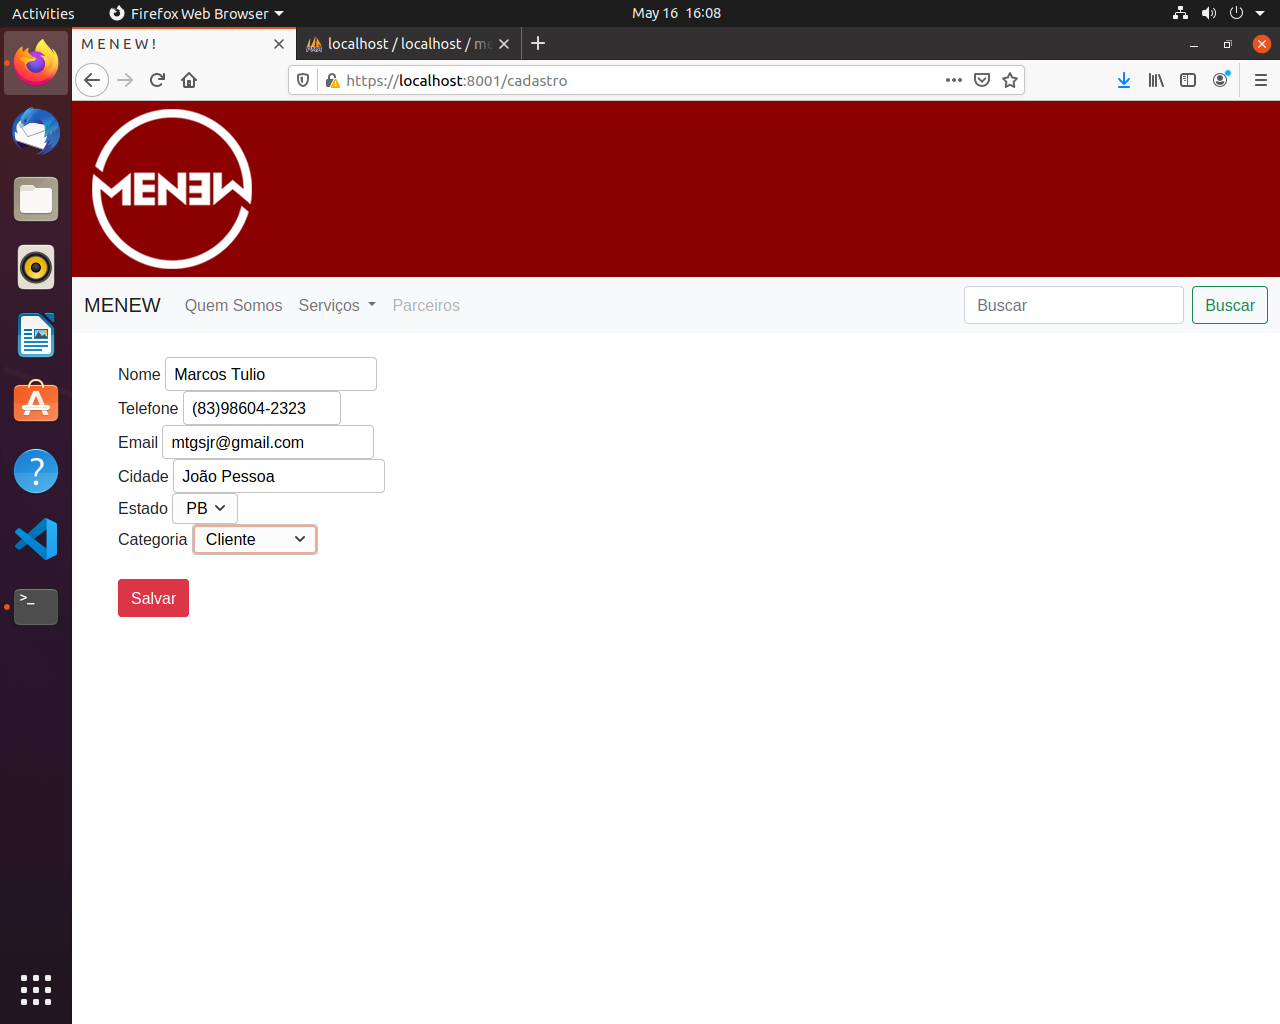 Activities
Firefox Web Browser
May 16 16:08
M E N E W !
localhost / localhost / me
https://localhost:8001/cadastro
MENEW
MENEW
Quem Somos
Serviços
Parceiros
Buscar
Buscar
Nome Marcos Tulio
Telefone (83)98604-2323
Email mtgsjr@gmail.com
Cidade João Pessoa
Estado PB
Categoria Cliente
Salvar